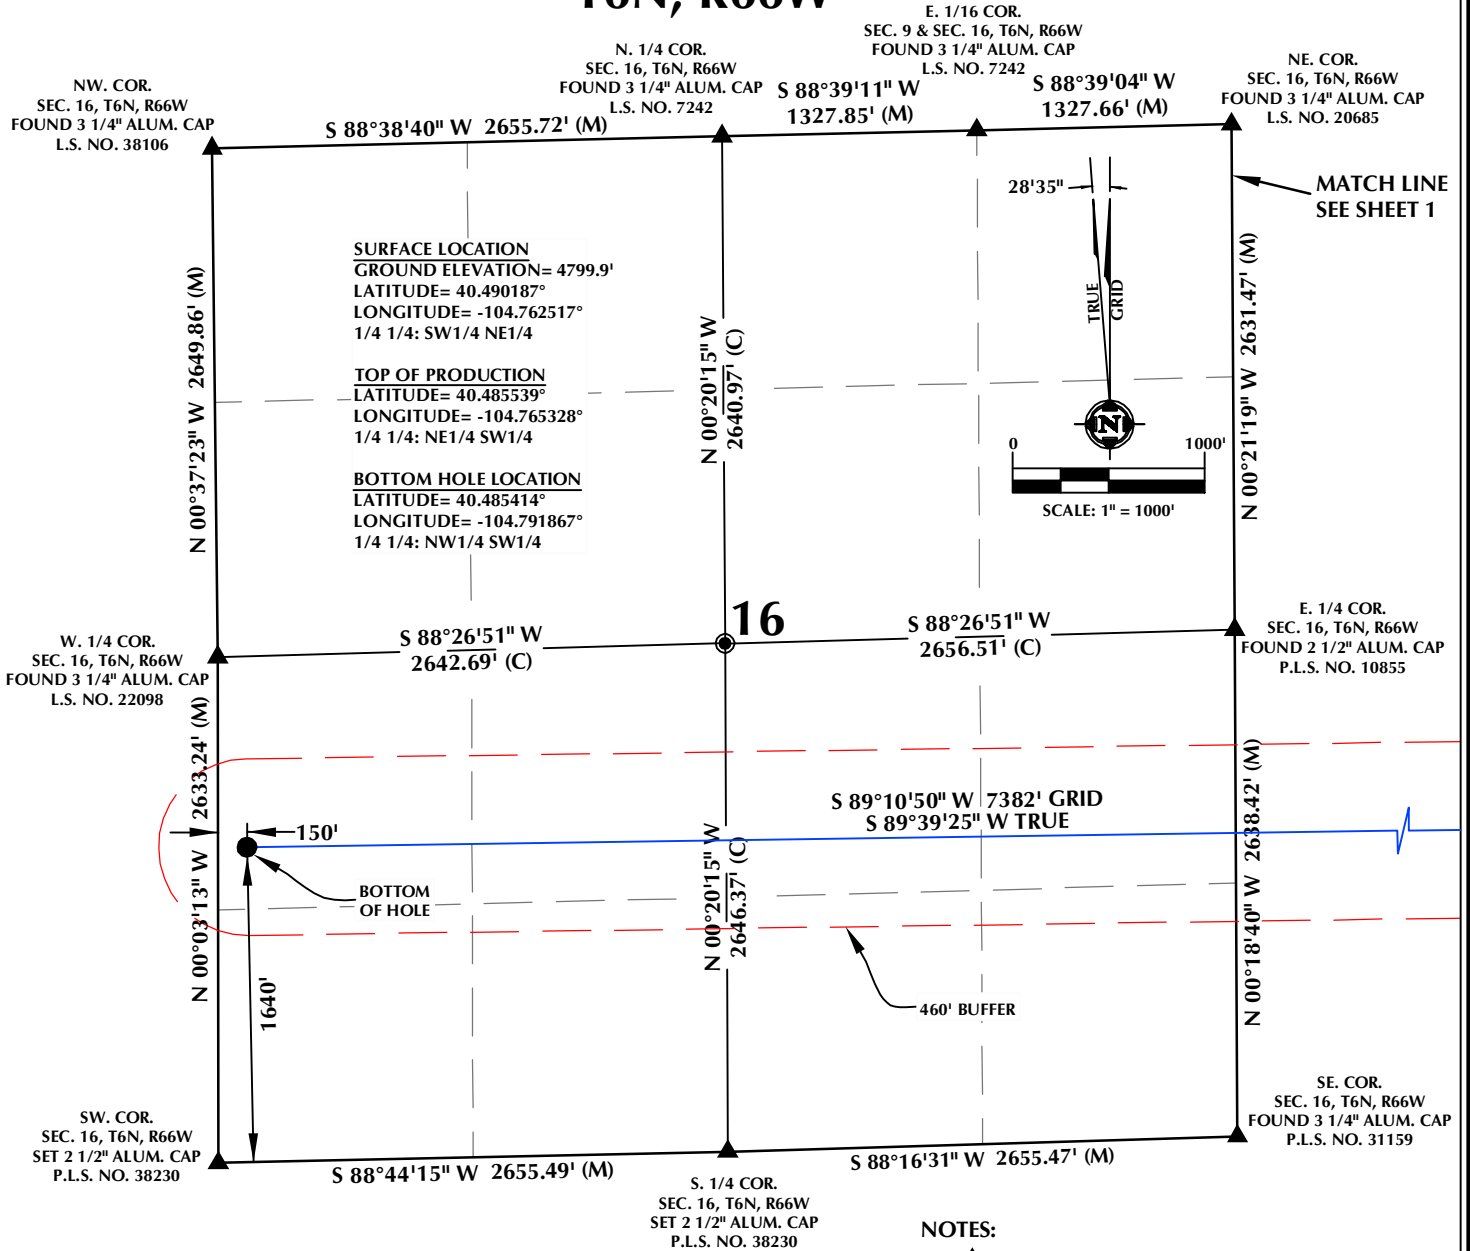 T6N, R66W
E. 1/16 COR.
SEC. 9 & SEC. 16, T6N, R66W
FOUND 3 1/4" ALUM. CAP
L.S. NO. 7242
N. 1/4 COR.
SEC. 16, T6N, R66W
FOUND 3 1/4" ALUM. CAP
L.S. NO. 7242
NW. COR.
SEC. 16, T6N, R66W
FOUND 3 1/4" ALUM. CAP
L.S. NO. 38106
NE. COR.
SEC. 16, T6N, R66W
FOUND 3 1/4" ALUM. CAP
L.S. NO. 20685
S 88°38'40" W 2655.72' (M)
S 88°39'11" W
1327.85' (M)
S 88°39'04" W
1327.66' (M)
MATCH LINE
SEE SHEET 1
28'35"
TRUE
GRID
N
0 1000'
SCALE: 1" = 1000'
SURFACE LOCATION
GROUND ELEVATION= 4799.9'
LATITUDE= 40.490187°
LONGITUDE= -104.762517°
1/4 1/4: SW1/4 NE1/4
TOP OF PRODUCTION
LATITUDE= 40.485539°
LONGITUDE= -104.765328°
1/4 1/4: NE1/4 SW1/4
BOTTOM HOLE LOCATION
LATITUDE= 40.485414°
LONGITUDE= -104.791867°
1/4 1/4: NW1/4 SW1/4
N 00°37'23" W 2649.86' (M)
N 00°20'15" W
2640.97' (C)
N 00°21'19" W 2631.47' (M)
16
W. 1/4 COR.
SEC. 16, T6N, R66W
FOUND 3 1/4" ALUM. CAP
L.S. NO. 22098
S 88°26'51" W
2642.69' (C)
S 88°26'51" W
2656.51' (C)
E. 1/4 COR.
SEC. 16, T6N, R66W
FOUND 2 1/2" ALUM. CAP
P.L.S. NO. 10855
N 00°03'13" W 2633.24' (M)
150'
S 89°10'50" W 7382' GRID
S 89°39'25" W TRUE
BOTTOM
OF HOLE
N 00°20'15" W
2646.37' (C)
N 00°18'40" W 2638.42' (M)
1640'
460' BUFFER
SW. COR.
SEC. 16, T6N, R66W
SET 2 1/2" ALUM. CAP
P.L.S. NO. 38230
S 88°44'15" W 2655.49' (M)
S 88°16'31" W 2655.47' (M)
SE. COR.
SEC. 16, T6N, R66W
FOUND 3 1/4" ALUM. CAP
P.L.S. NO. 31159
S. 1/4 COR.
SEC. 16, T6N, R66W
SET 2 1/2" ALUM. CAP
P.L.S. NO. 38230
NOTES: